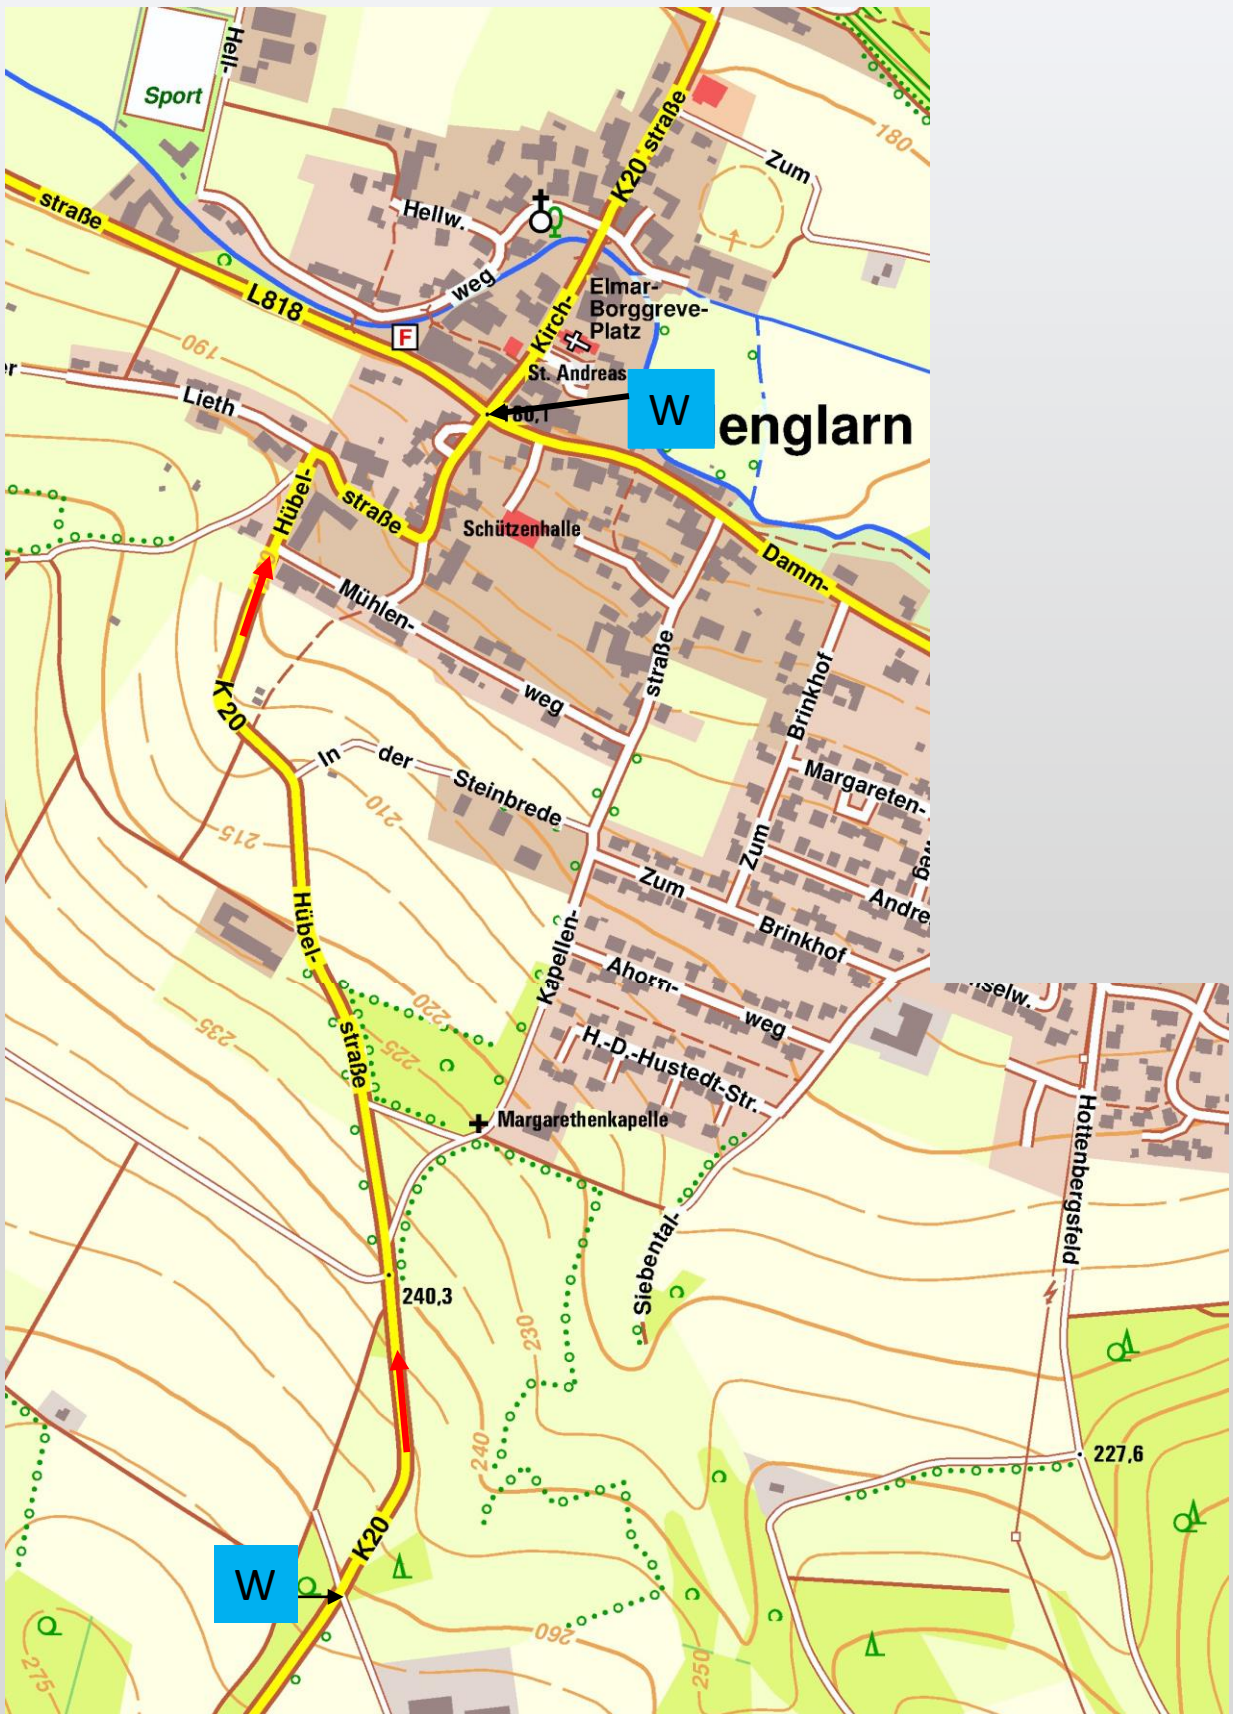 Hell-
Sport
180
Zum
K20 straße
straße
Hellw.
weg
L818
Elmar-
Borggreve-
Platz
Kirch-
F
190
St. Andreas
Lieth
W
englarn
Hübel-
straße
Schützenhalle
Damm-
Mühlen-
weg
straße
Brinkhof
K 20
In der Steinbrede
Margareten-
weg
210
215
Zum
Zum
Brinkhof
Andre
Hübel-
Kapellen-
Ahorn-
weg
nselw.
220
225
235
straße
H.-D.-Hustedt-Str.
Margarethenkapelle
Hottenbergsfeld
Siebental-
240,3
230
240
227,6
K20
W
260
250
275